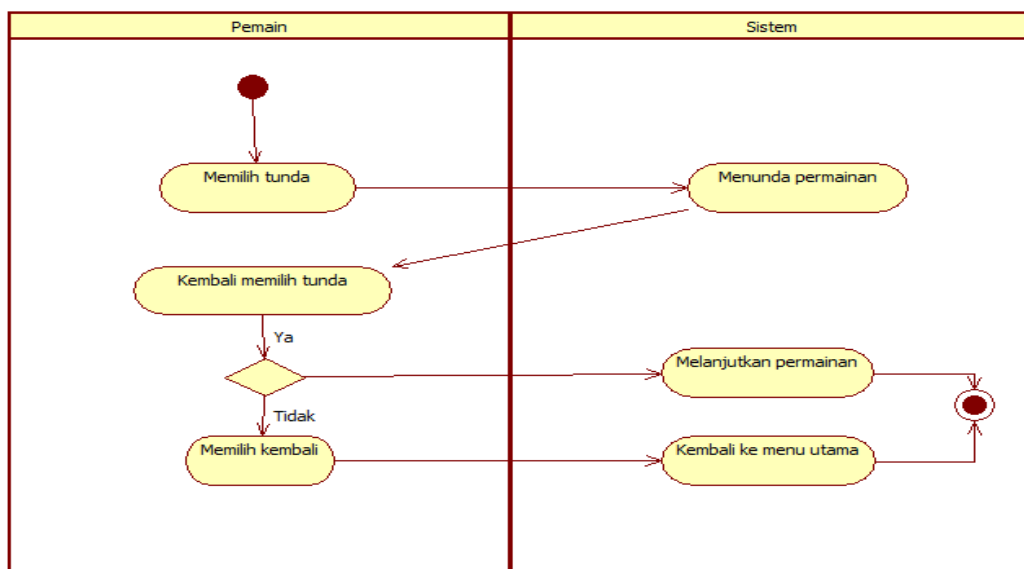 Pemain
Sistem
Memilih tunda
Menunda permainan
Kembali memilih tunda
Ya
Melanjutkan permainan
Tidak
Memilih kembali
Kembali ke menu utama